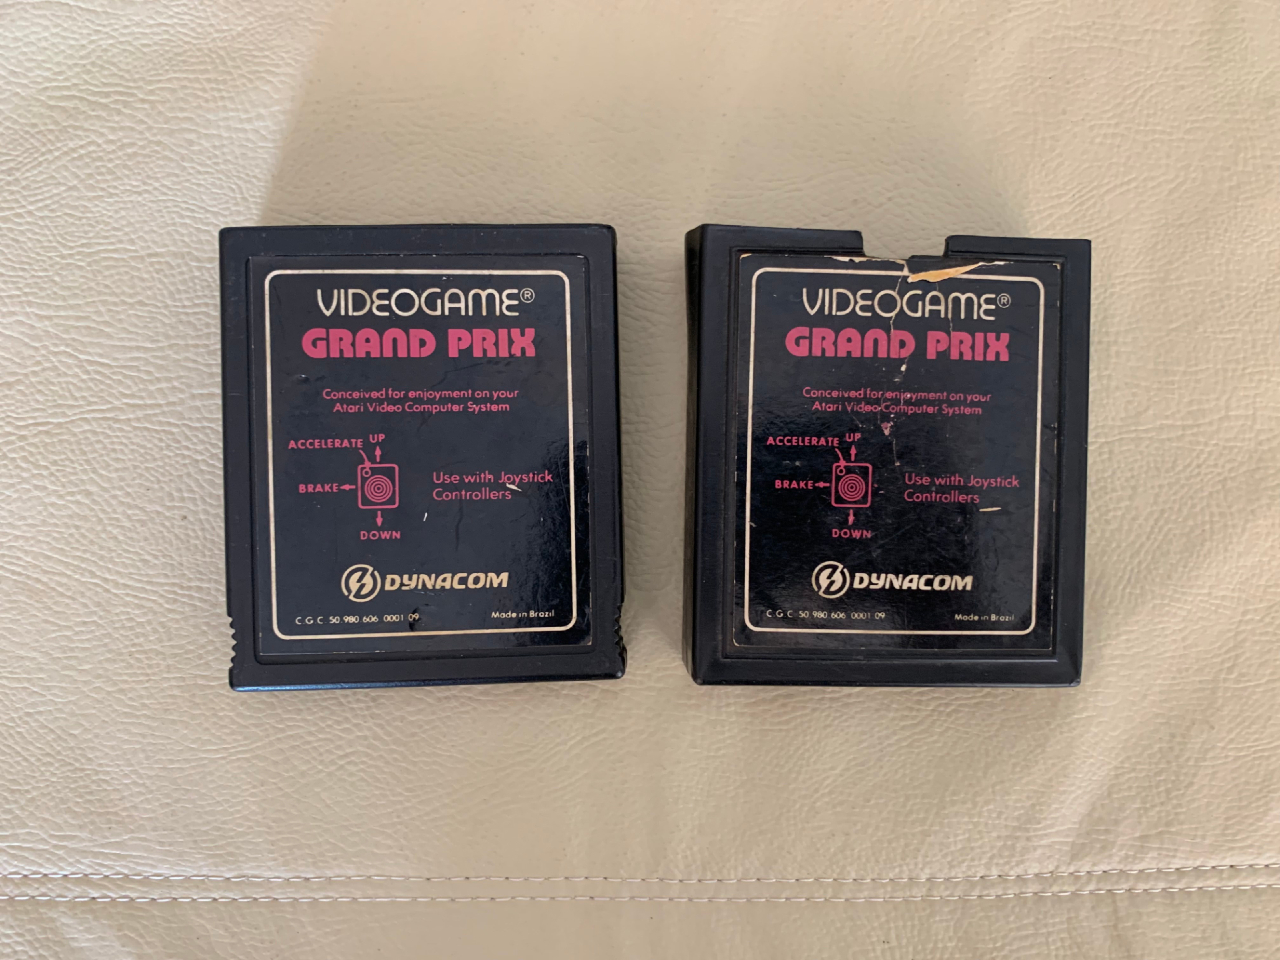 VIDEOGAME®
GRAND PRIX
Conceived for enjoyment on your
Atari Video Computer System
ACCELERATE UP
BRAKE
DOWN
Use with Joystick
Controllers
DYNACOM
C.G.C. 50.980.606 0001 09
Made in Brazil
VIDEOGAME®
GRAND PRIX
Conceived for enjoyment on your
Atari Video Computer System
ACCELERATE UP
BRAKE
DOWN
Use with Joystick
Controllers
DYNACOM
C.G.C. 50.980.606 0001 09
Made in Brazil